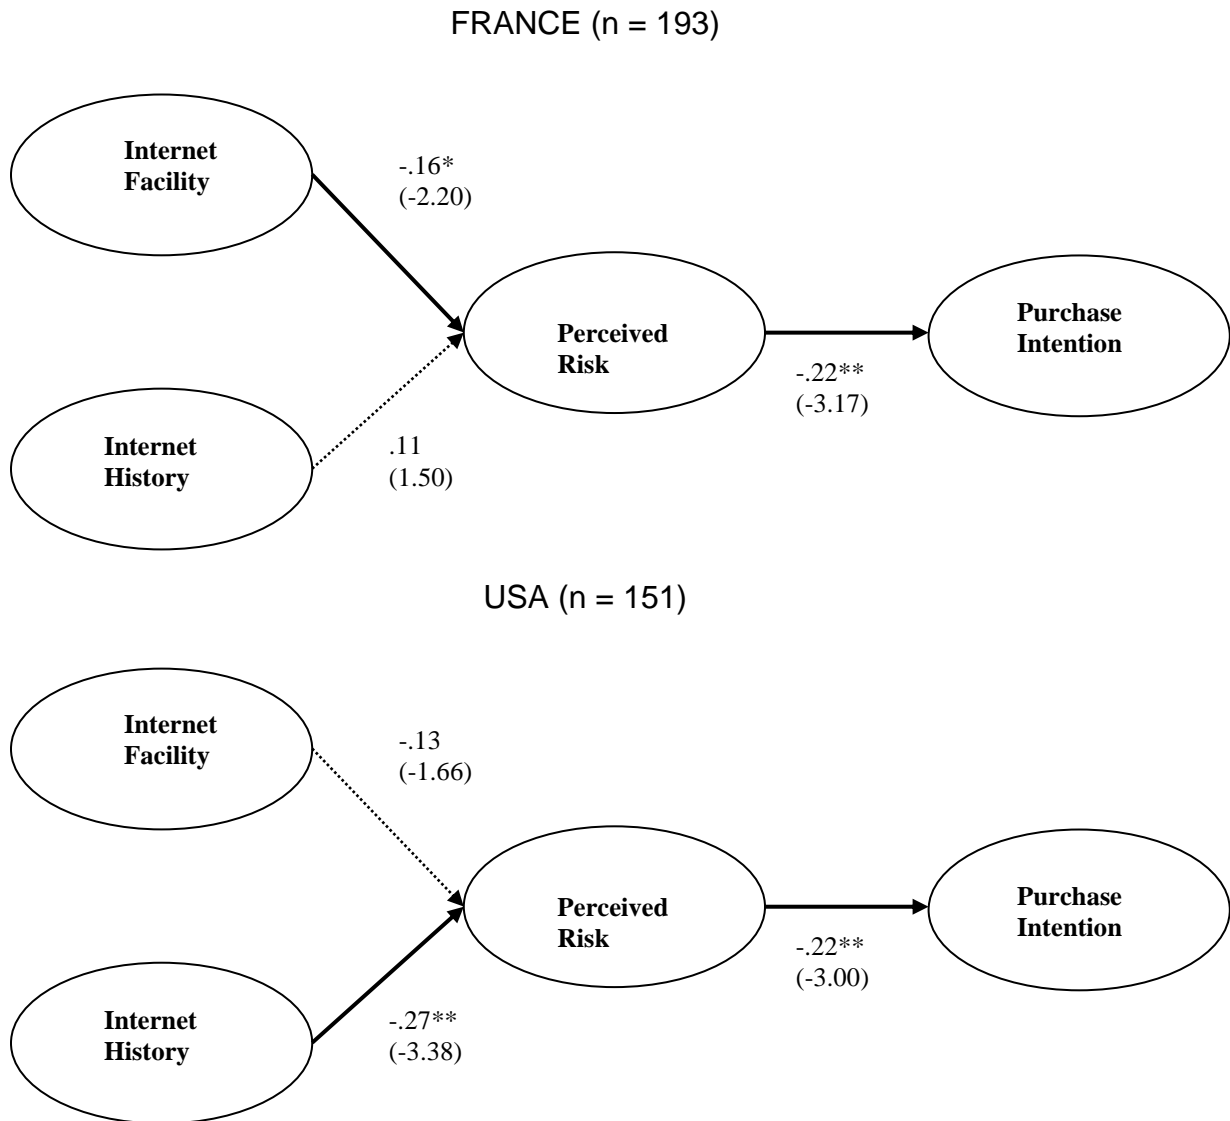 FRANCE (n = 193)
Internet
Facility
-.16*
(-2.20)
Perceived
Risk
-.22**
(-3.17)
Purchase
Intention
Internet
History
.11
(1.50)
USA (n = 151)
Internet
Facility
-.13
(-1.66)
Perceived
Risk
-.22**
(-3.00)
Purchase
Intention
Internet
History
-.27**
(-3.38)